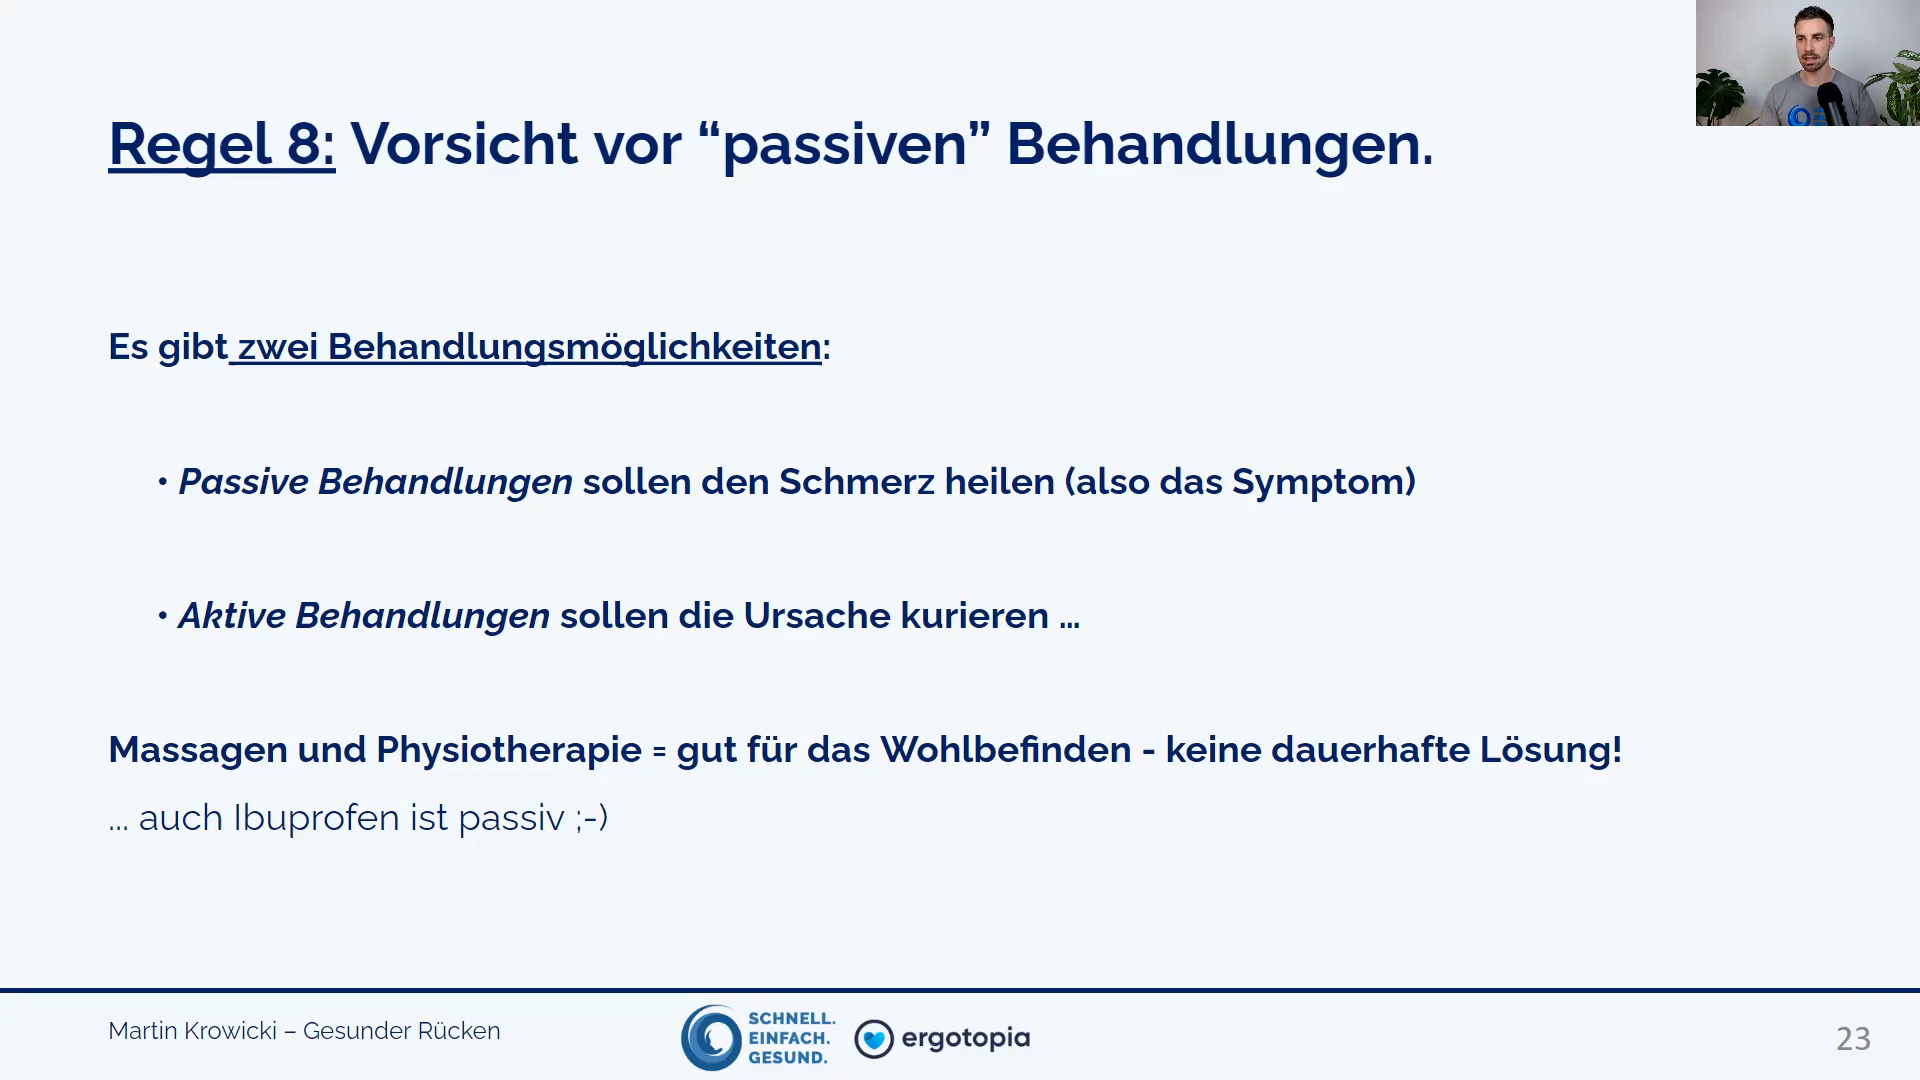 Regel 8: Vorsicht vor “passiven” Behandlungen.
Es gibt zwei Behandlungsmöglichkeiten:
• Passive Behandlungen sollen den Schmerz heilen (also das Symptom)
• Aktive Behandlungen sollen die Ursache kurieren ...
Massagen und Physiotherapie = gut für das Wohlbefinden - keine dauerhafte Lösung!
... auch Ibuprofen ist passiv ;-)
Martin Krowicki – Gesunder Rücken
SCHNELL.
EINFACH.
GESUND.
ergotopia
23